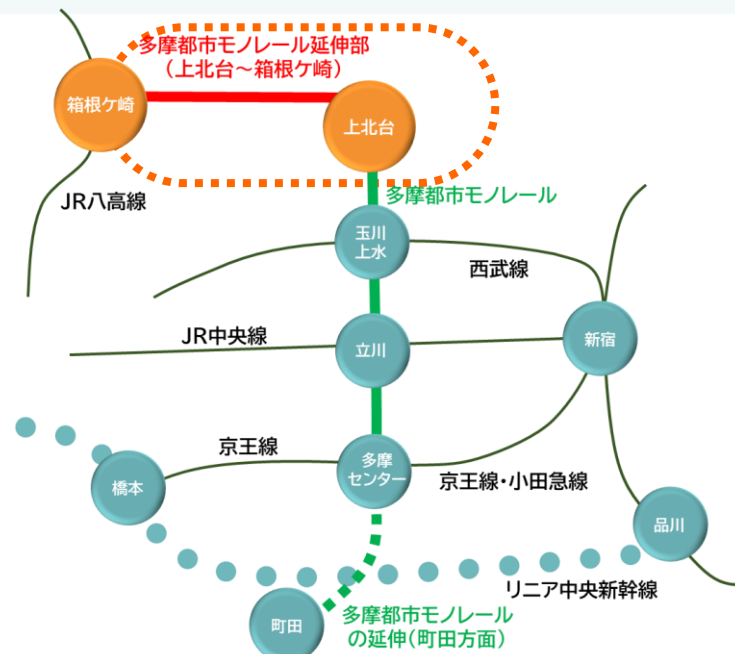 多摩都市モノレール延伸部
（上北台～箱根ケ崎）
箱根ケ崎
上北台
JR八高線
多摩都市モノレール
玉川
上水
西武線
JR中央線
立川
新宿
京王線
多摩
センター
京王線・小田急線
橋本
品川
リニア中央新幹線
町田
多摩都市モノレール
の延伸（町田方面）